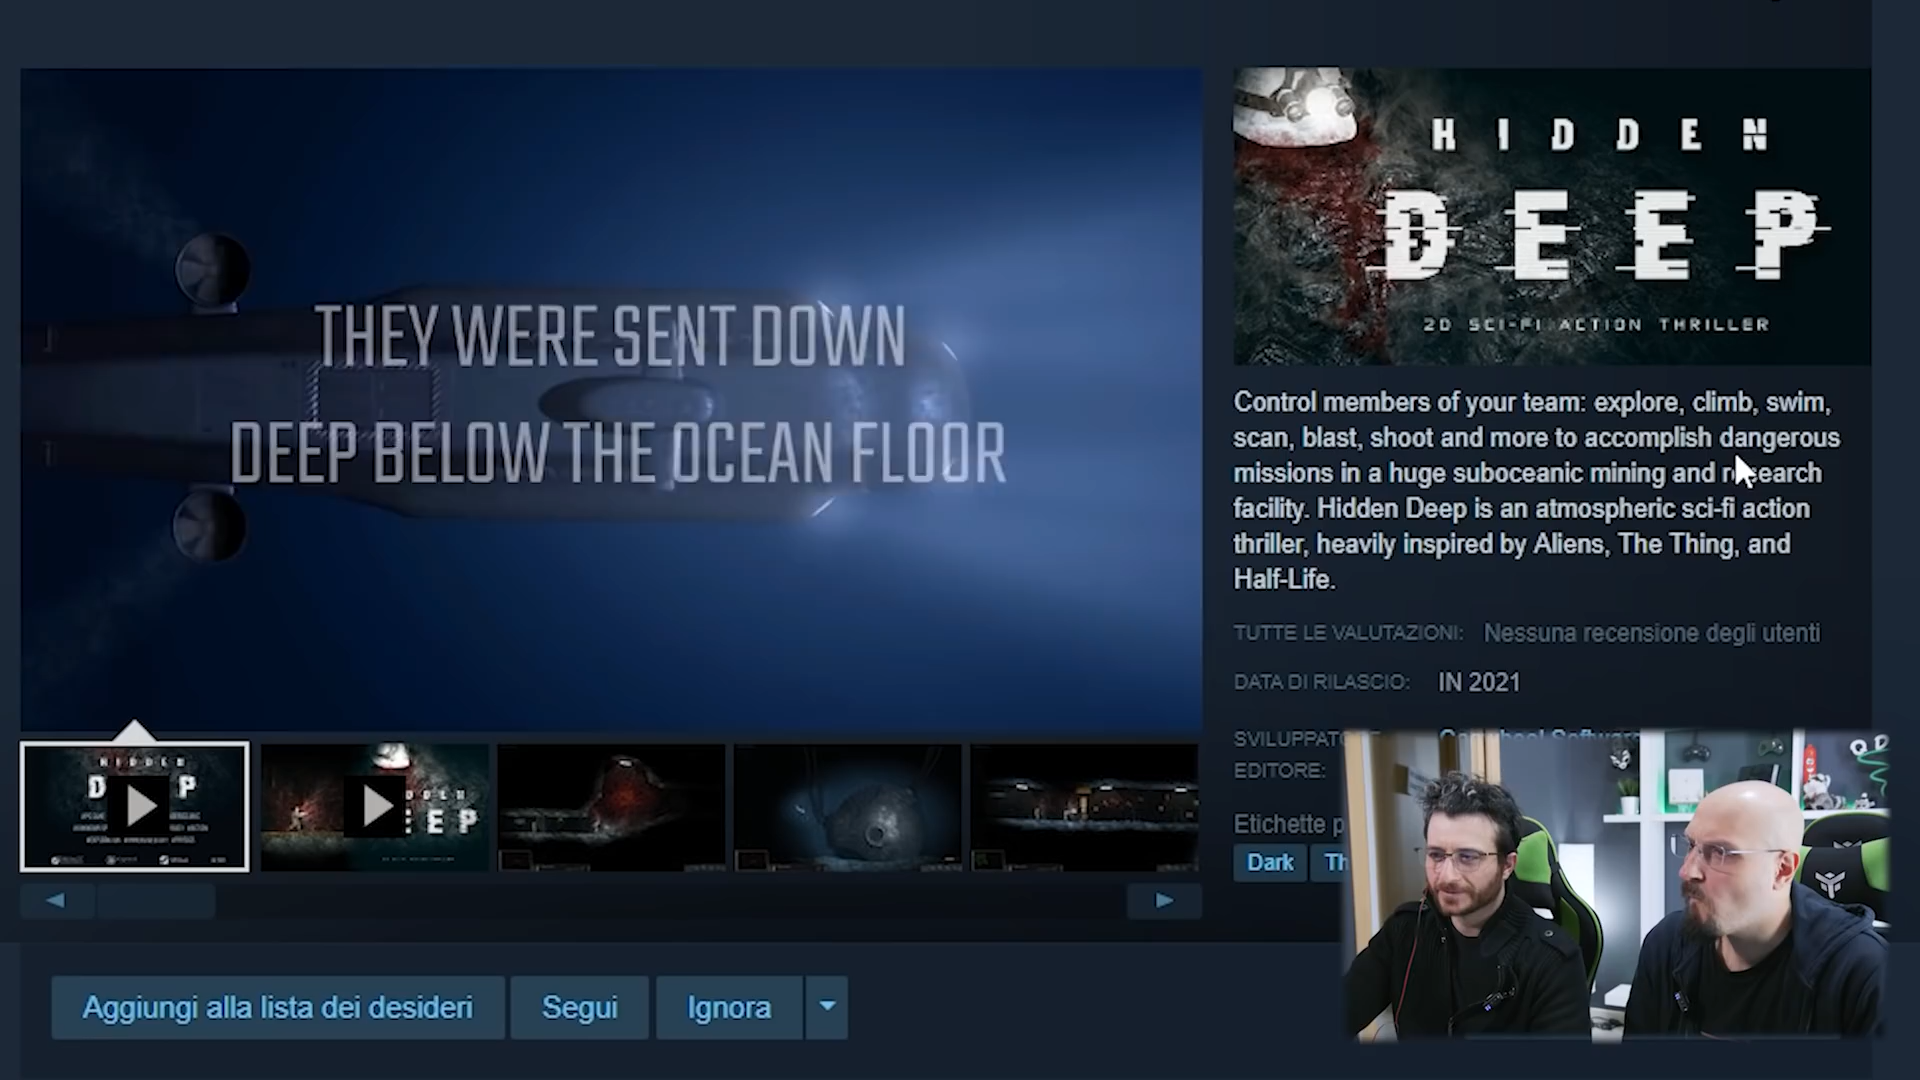 THEY WERE SENT DOWN
DEEP BELOW THE OCEAN FLOOR
HIDDEN
DEEP
2D SCI-FI ACTION THRILLER
Control members of your team: explore, climb, swim,
scan, blast, shoot and more to accomplish dangerous
missions in a huge suboceanic mining and research
facility. Hidden Deep is an atmospheric sci-fi action
thriller, heavily inspired by Aliens, The Thing, and
Half-Life.
TUTTE LE VALUTAZIONI: Nessuna recensione degli utenti
DATA DI RILASCIO: IN 2021
EDITORE:
Etichette
Dark
HIDDEN
Aggiungi alla lista dei desideri
Segui
Ignora